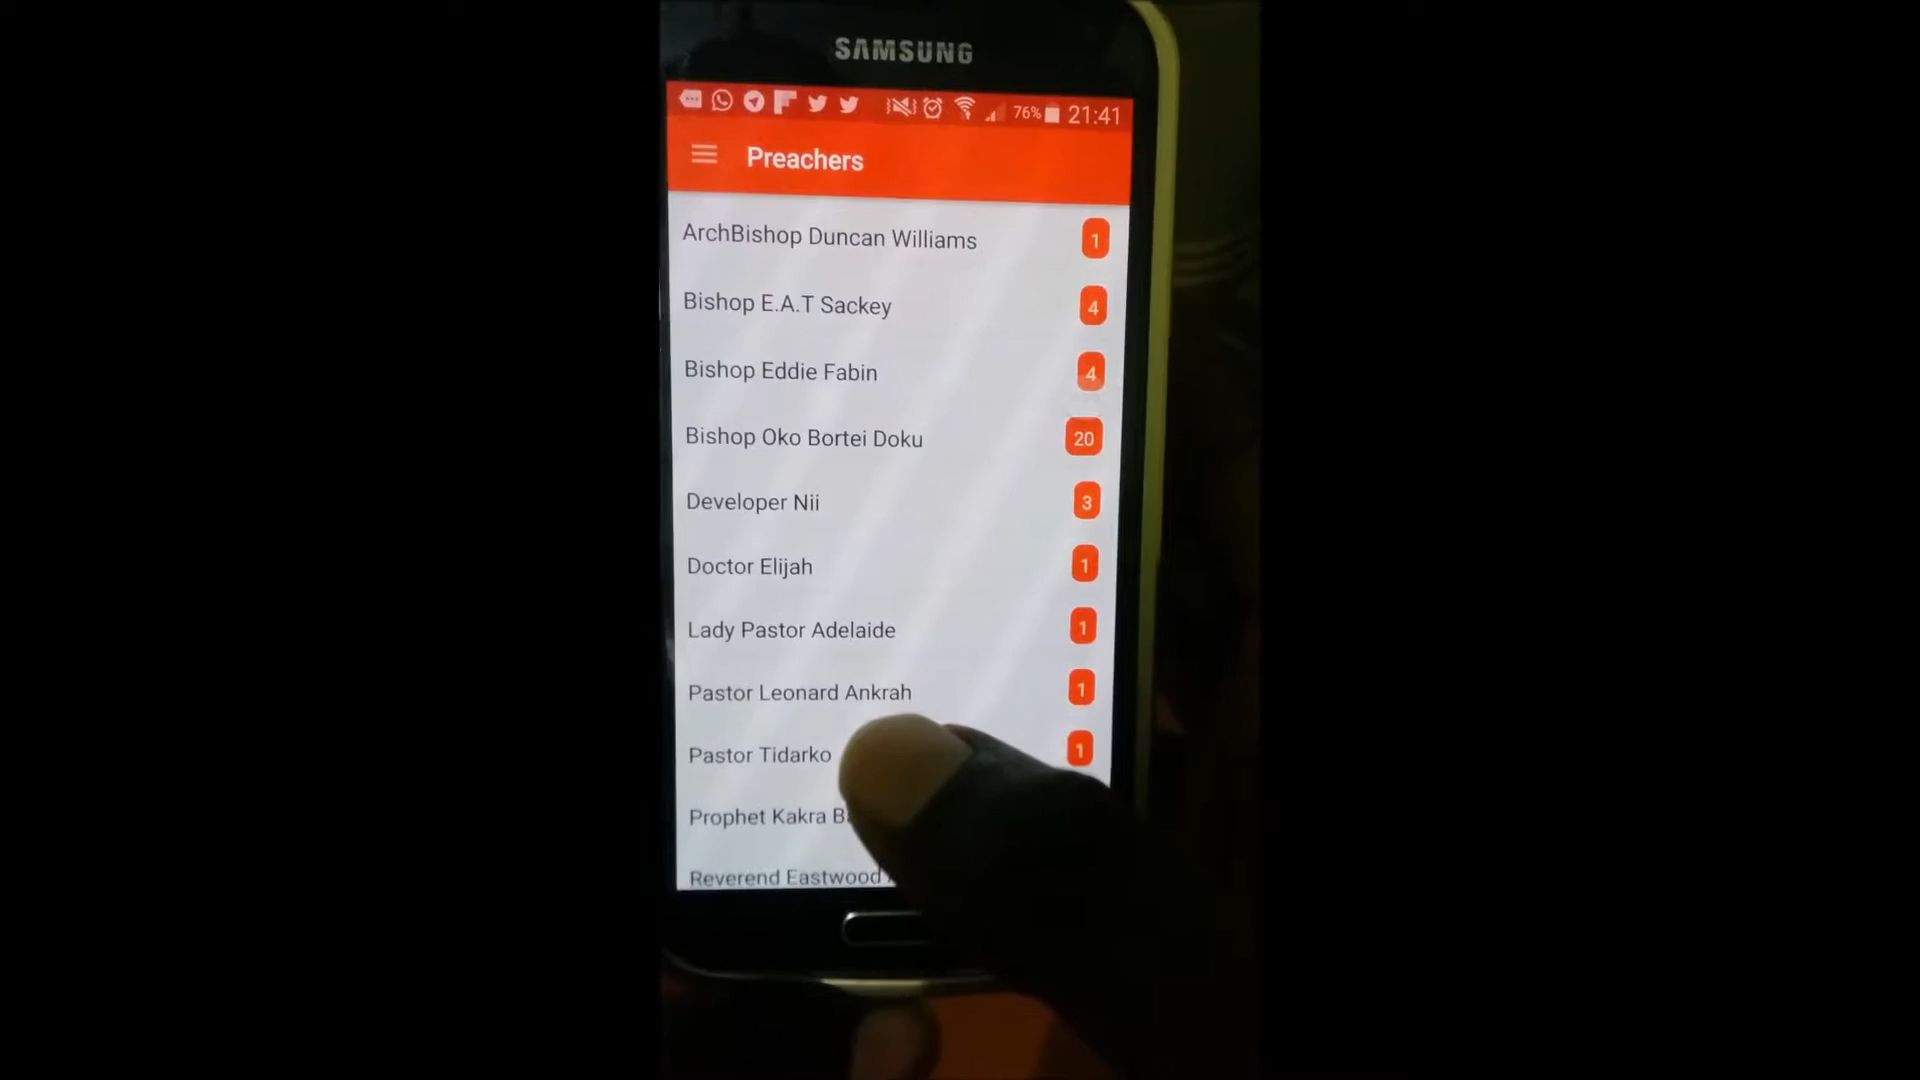 SAMSUNG
76% 21:41
Preachers
ArchBishop Duncan Williams 1
Bishop E.A.T Sackey 4
Bishop Eddie Fabin 4
Bishop Oko Bortei Doku 20
Developer Nii 3
Doctor Elijah 1
Lady Pastor Adelaide 1
Pastor Leonard Ankrah 1
Pastor Tidarko 1
Prophet Kakra
Reverend Eastwood